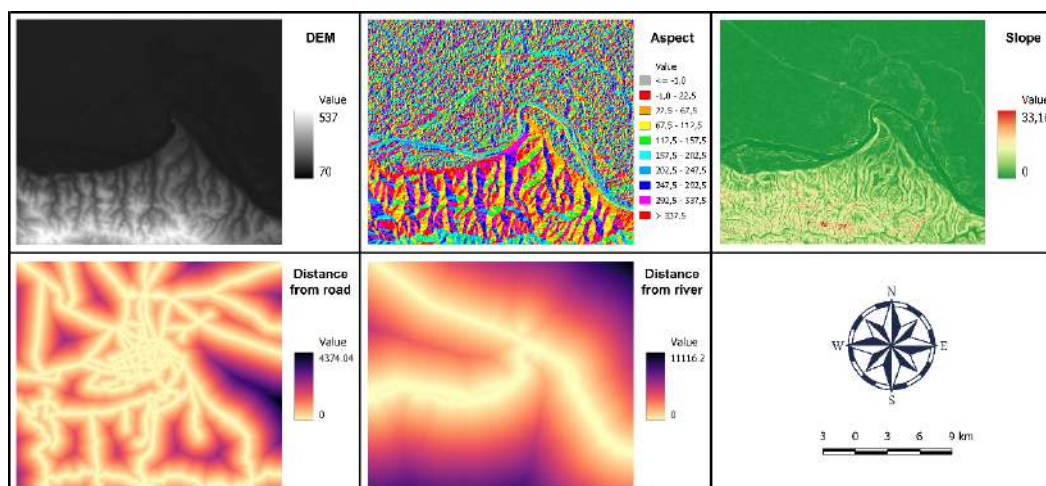 DEM
Value
537
70
Aspect
Value
<= -1.0
-1.0 - 22,5
22,5 - 67,5
67,5 - 112,5
112,5 - 157,5
157,5 - 202,5
202,5 - 247,5
247,5 - 292,5
292,5 - 337,5
> 337.5
Slope
Value
33,16
0
Distance
from road
Value
4374.04
0
Distance
from river
Value
11116.2
0
N
W E
S
3 0 3 6 9 km